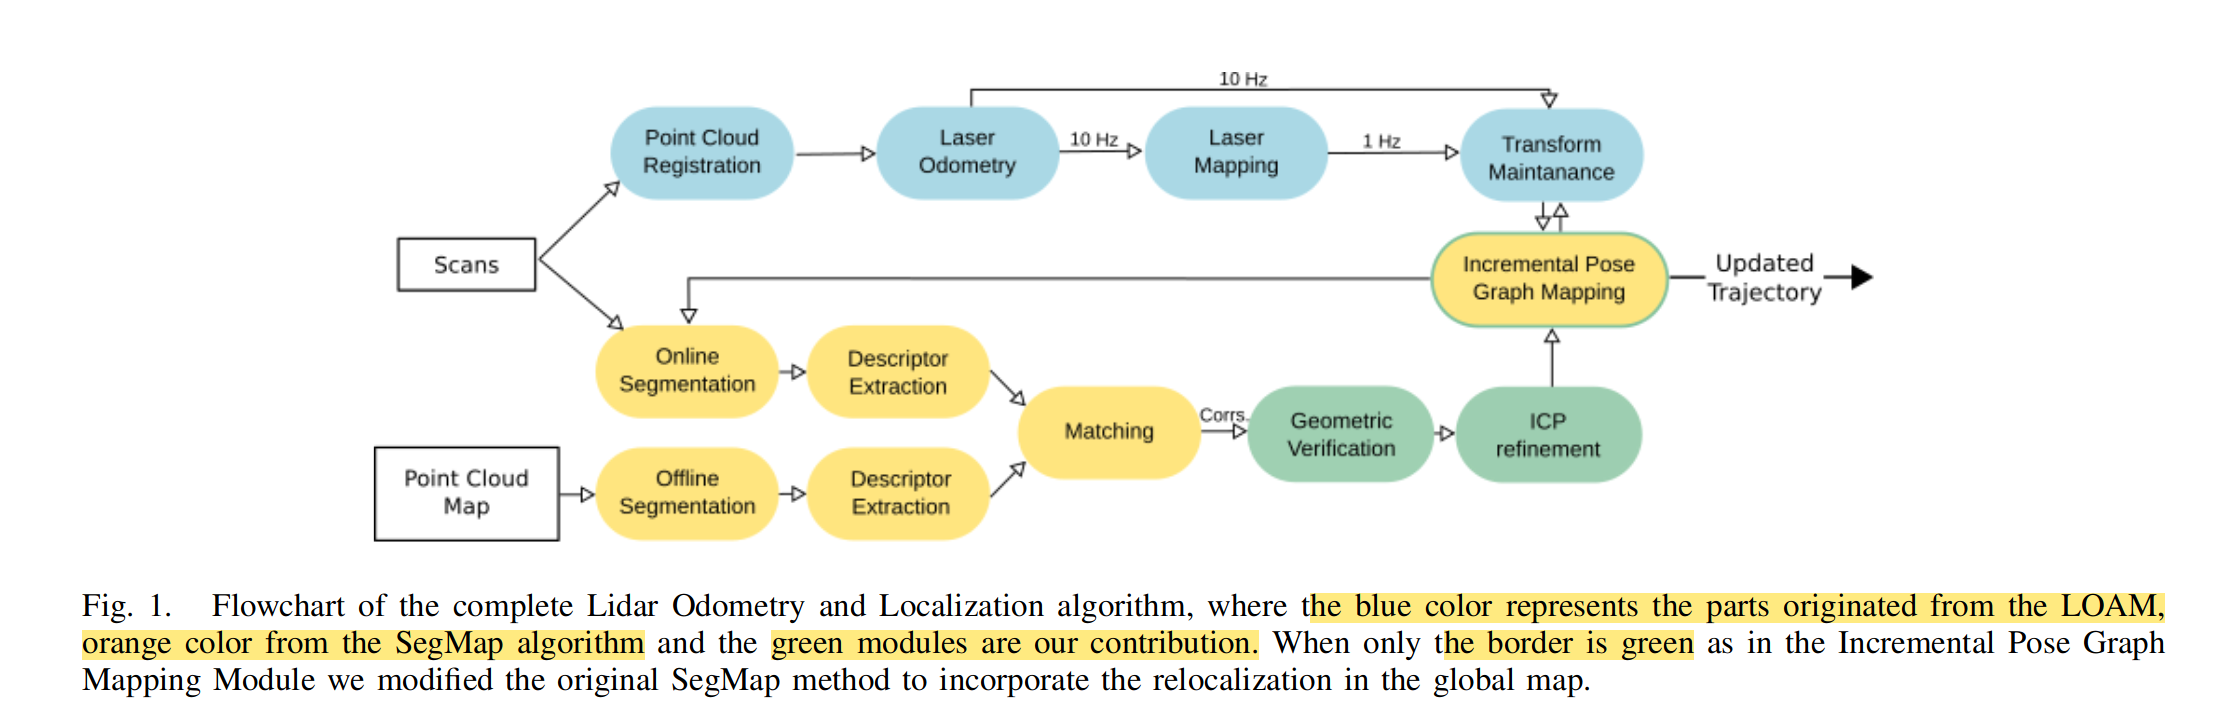 10 Hz
Point Cloud
Registration
Laser
Odometry
10 Hz
Laser
Mapping
1 Hz
Transform
Maintanance
Scans
Incremental Pose
Graph Mapping
Updated
Trajectory
Online
Segmentation
Descriptor
Extraction
Matching
Corrs.
Geometric
Verification
ICP
refinement
Point Cloud
Map
Offline
Segmentation
Descriptor
Extraction
Fig. 1. Flowchart of the complete Lidar Odometry and Localization algorithm, where the blue color represents the parts originated from the LOAM,
orange color from the SegMap algorithm and the green modules are our contribution. When only the border is green as in the Incremental Pose Graph
Mapping Module we modified the original SegMap method to incorporate the relocalization in the global map.